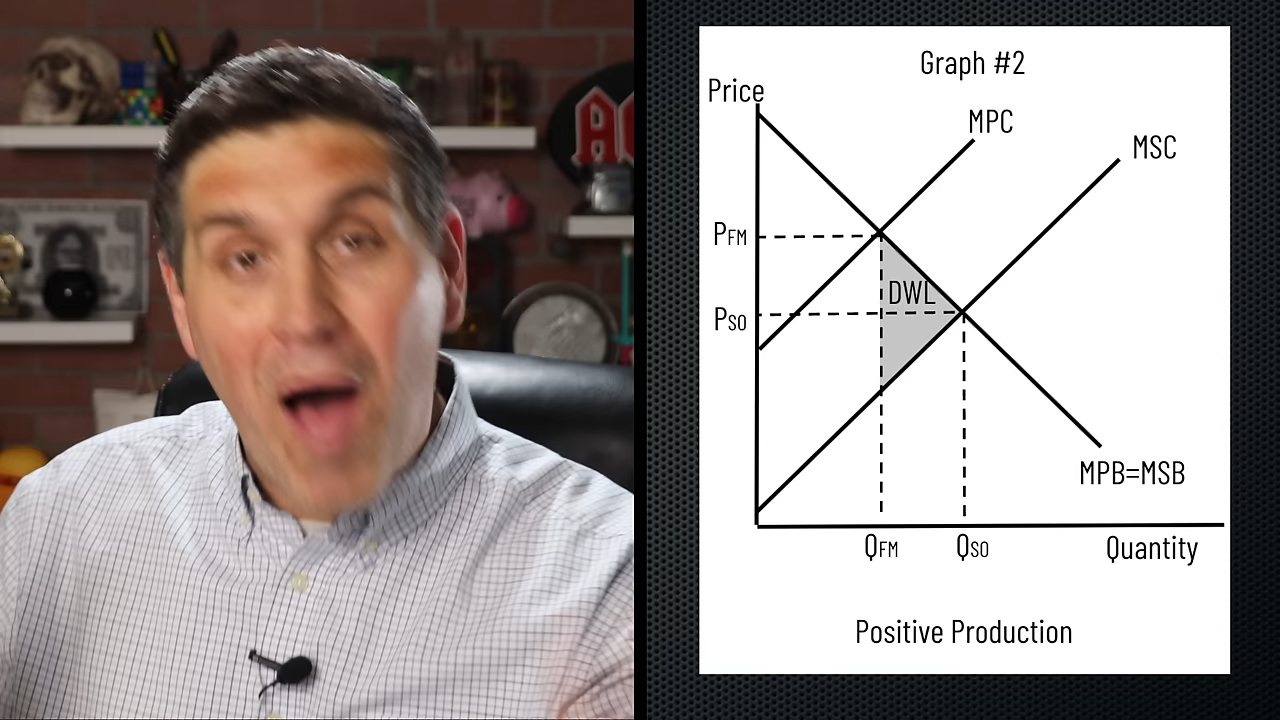 Graph #2
Price
MPC
MSC
PFM
DWL
PSO
MPB=MSB
QFM QSO Quantity
Positive Production